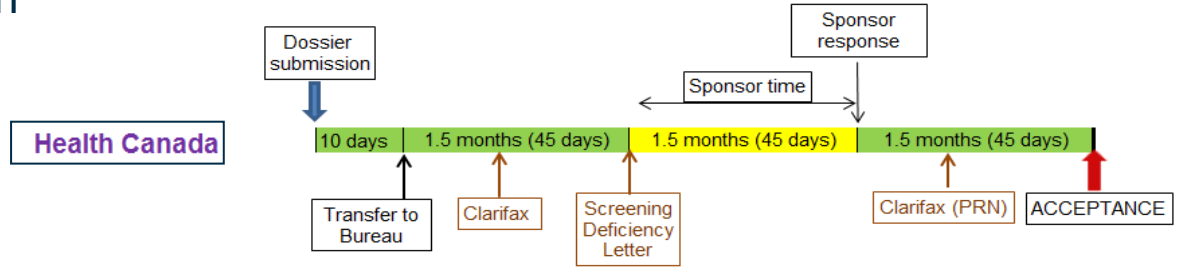 Dossier
submission
Sponsor
response
Sponsor time
Health Canada
10 days
1.5 months (45 days)
1.5 months (45 days)
1.5 months (45 days)
Transfer to
Bureau
Clarifax
Screening
Deficiency
Letter
Clarifax (PRN)
ACCEPTANCE